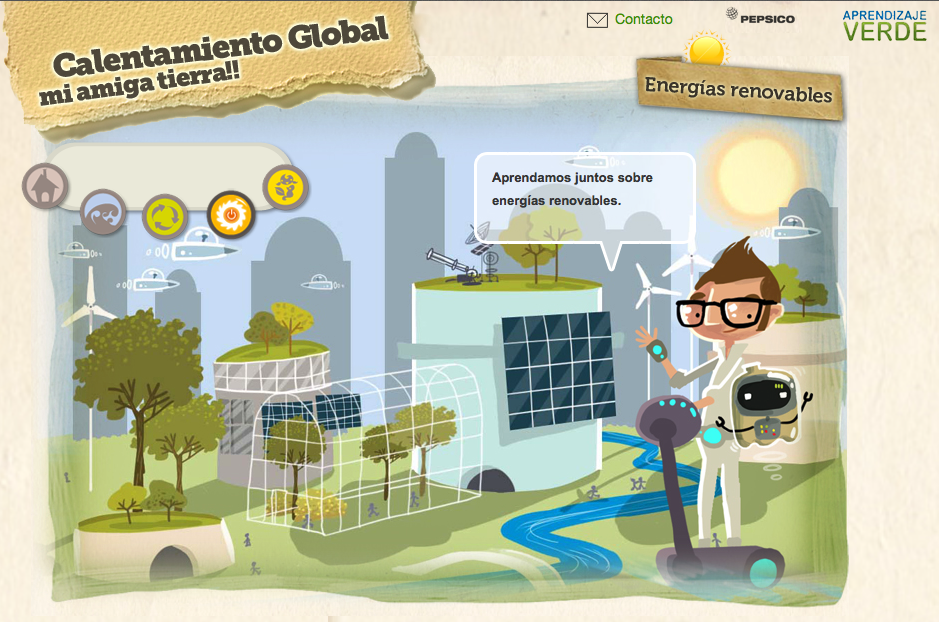 Calentamiento Global
mi amiga tierra!!
Contacto
PEPSICO
APRENDIZAJE
VERDE
Energías renovables
Aprendamos juntos sobre
energías renovables.